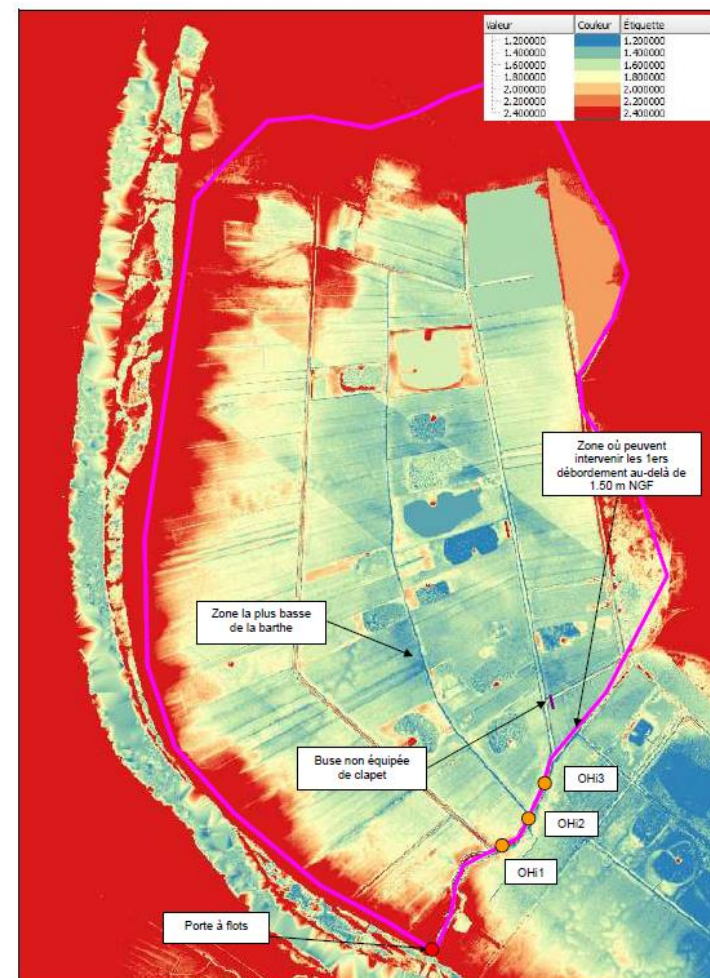 Valeur Couleur Étiquette
1.200000 1.200000
1.400000 1.400000
1.600000 1.600000
1.800000 1.800000
2.000000 2.000000
2.200000 2.200000
2.400000 2.400000
Zone où peuvent
intervenir les 1ers
débordement au-delà de
1.50 m NGF
Zone la plus basse
de la barthe
Buse non équipée
de clapet
OHi3
OHi2
OHi1
Porte à flots